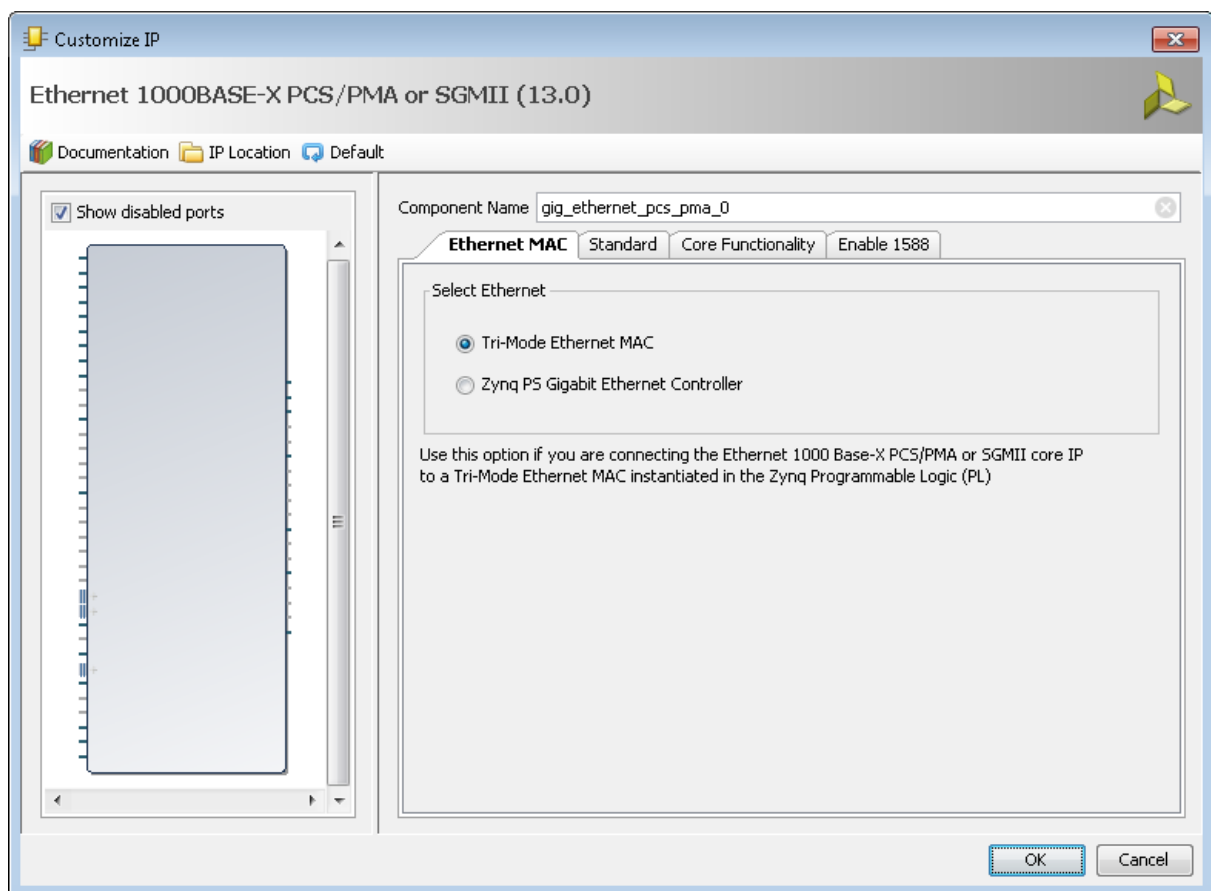 Customize IP
Ethernet 1000BASE-X PCS/PMA or SGMII (13.0)
Documentation IP Location Default
Show disabled ports
Component Name gig_ethernet_pcs_pma_0
Ethernet MAC Standard Core Functionality Enable 1588
Select Ethernet
Tri-Mode Ethernet MAC
Zynq PS Gigabit Ethernet Controller
Use this option if you are connecting the Ethernet 1000 Base-X PCS/PMA or SGMII core IP
to a Tri-Mode Ethernet MAC instantiated in the Zynq Programmable Logic (PL)
OK Cancel